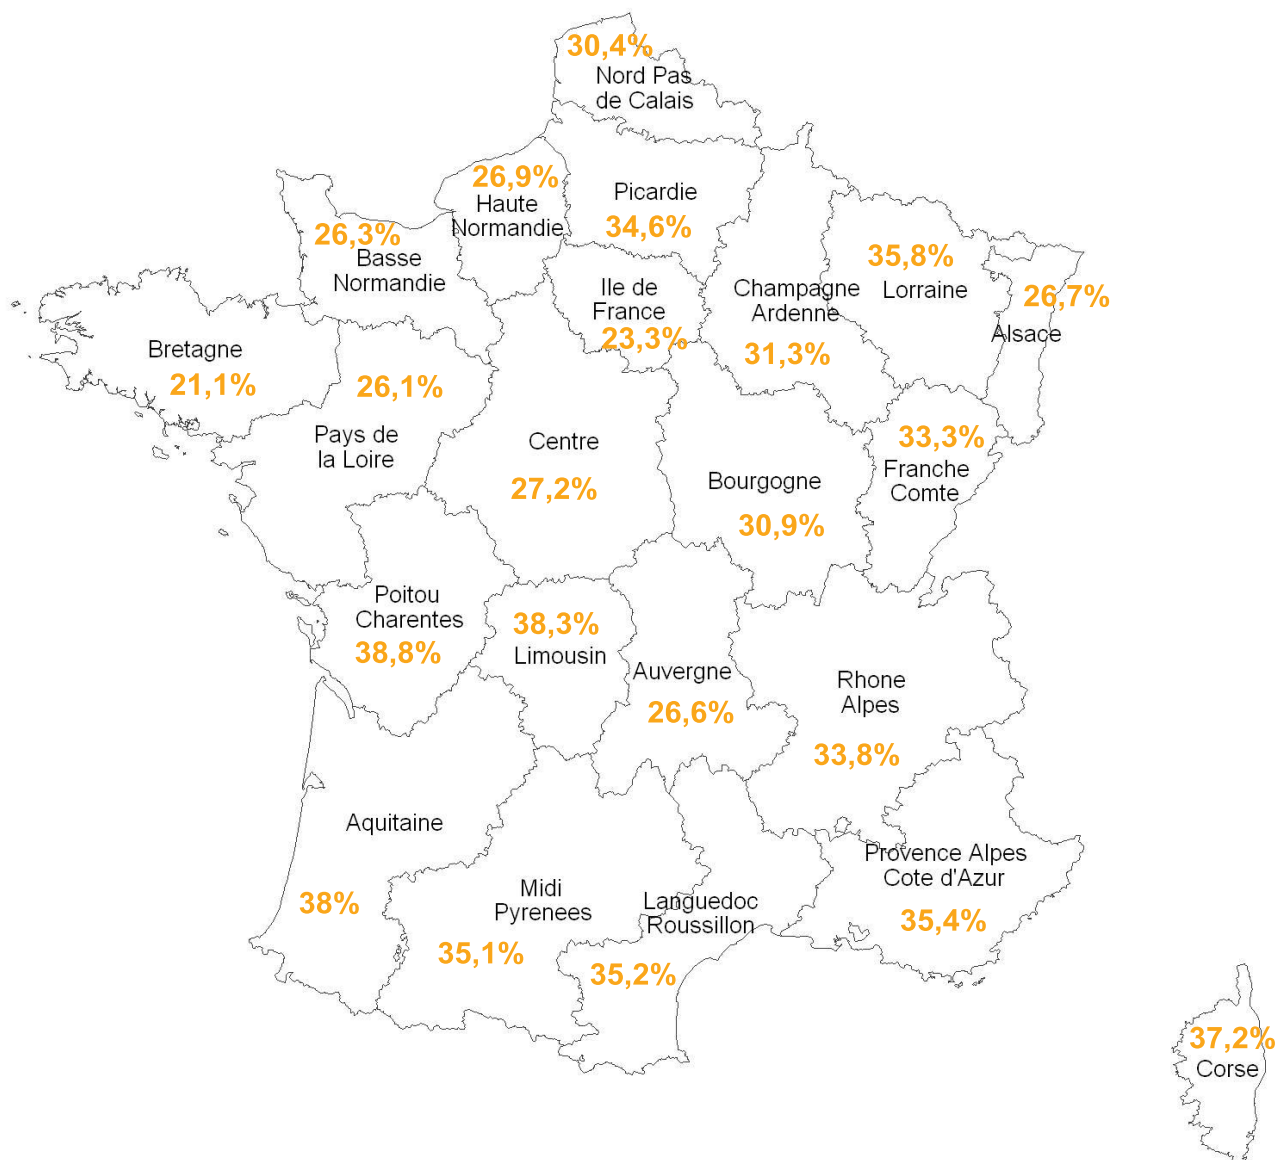 30,4%
Nord Pas
de Calais
26,9%
Haute
Normandie
Picardie
34,6%
26,3%
Basse
Normandie
35,8%
Lorraine
Ile de
France
23,3%
Champagne
Ardenne
31,3%
26,7%
Alsace
Bretagne
21,1%
26,1%
Pays de
la Loire
Centre
27,2%
Bourgogne
30,9%
33,3%
Franche
Comte
Poitou
Charentes
38,8%
38,3%
Limousin
Auvergne
26,6%
Rhone
Alpes
33,8%
Aquitaine
38%
Midi
Pyrenees
35,1%
Languedoc
Roussillon
35,2%
Provence Alpes
Cote d'Azur
35,4%
37,2%
Corse